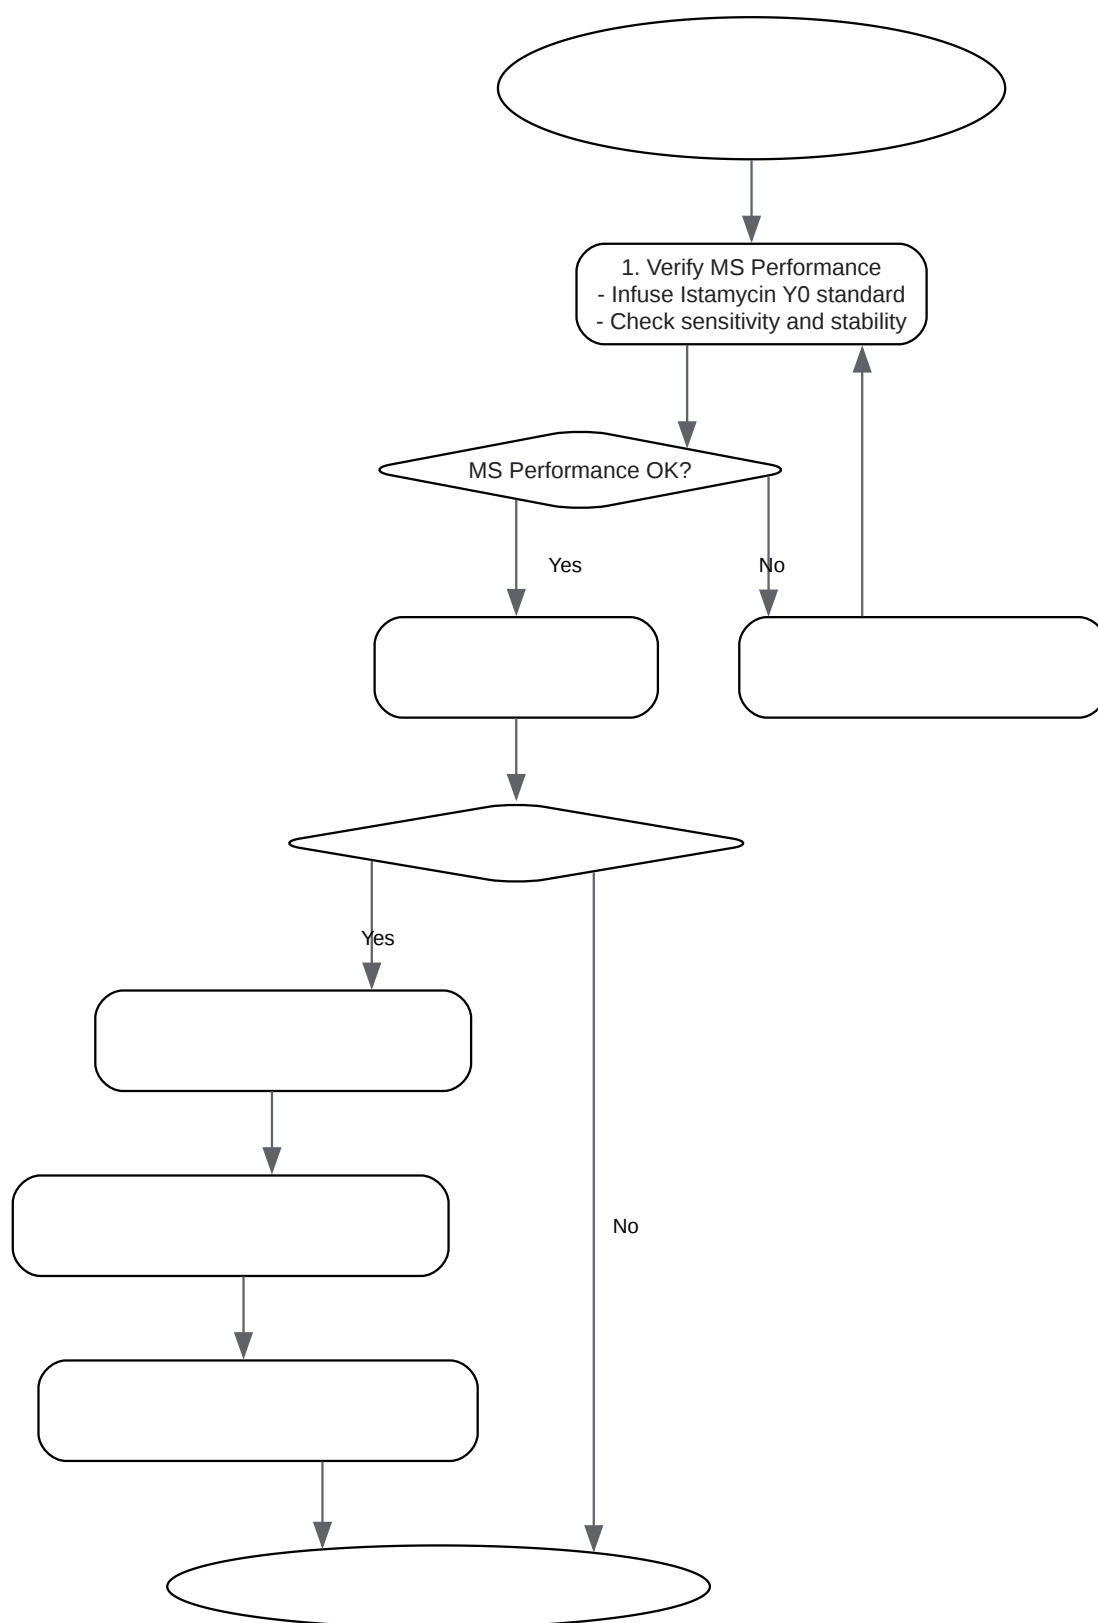 1. Verify MS Performance
- Infuse Istamycin Y0 standard
- Check sensitivity and stability
MS Performance OK?
Yes
No
Yes
No